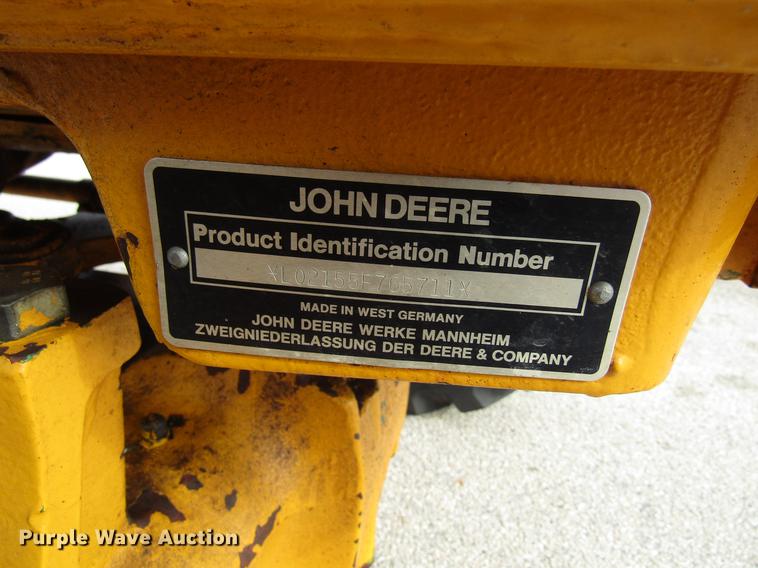 JOHN DEERE
Product Identification Number
XL02155E765711X
MADE IN WEST GERMANY
JOHN DEERE WERKE MANNHEIM
ZWEIGNIEDERLASSUNG DER DEERE & COMPANY
Purple Wave Auction